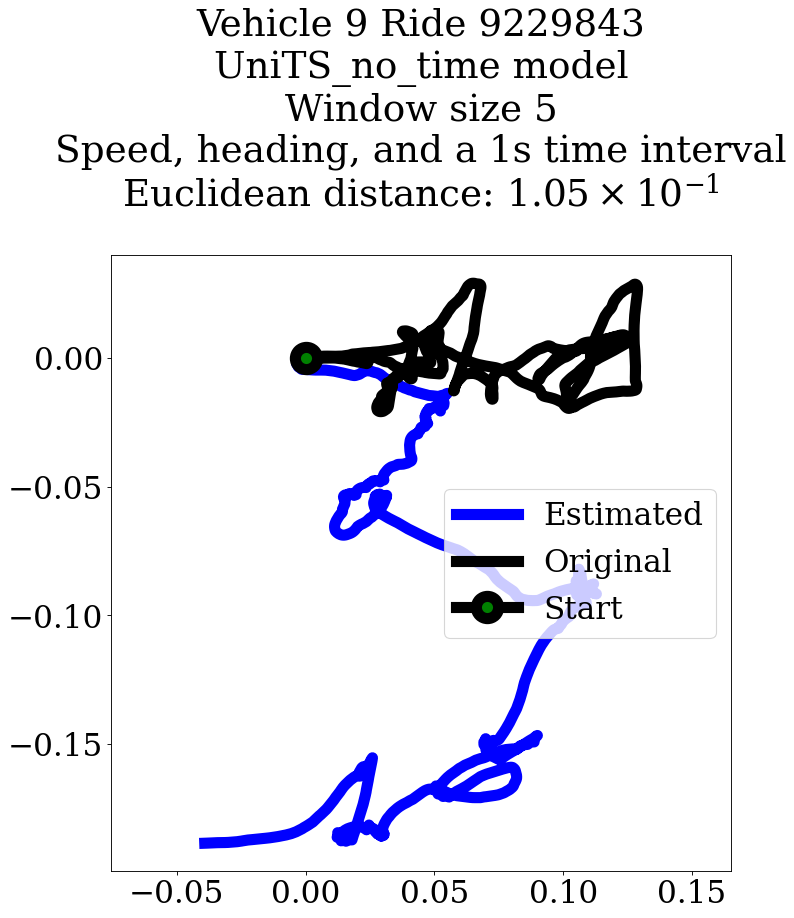 Vehicle 9 Ride 9229843
UniTS_no_time model
Window size 5
Speed, heading, and a 1s time interval
Euclidean distance: 1.05 × 10⁻¹
0.00
−0.05
−0.10
−0.15
Estimated
Original
Start
−0.05 0.00 0.05 0.10 0.15